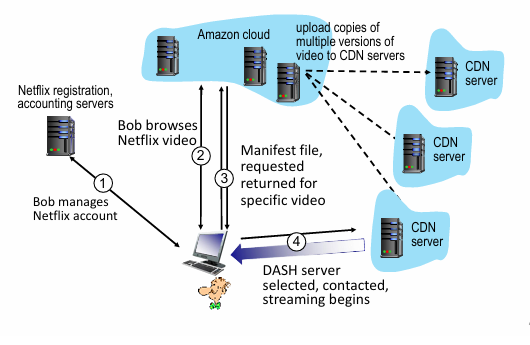 Amazon cloud
upload copies of
multiple versions of
video to CDN servers
CDN
server
Netflix registration,
accounting servers
Bob browses
Netflix video
2
3
Manifest file,
requested
returned for
specific video
CDN
server
1
Bob manages
Netflix account
CDN
server
4
DASH server
selected, contacted,
streaming begins